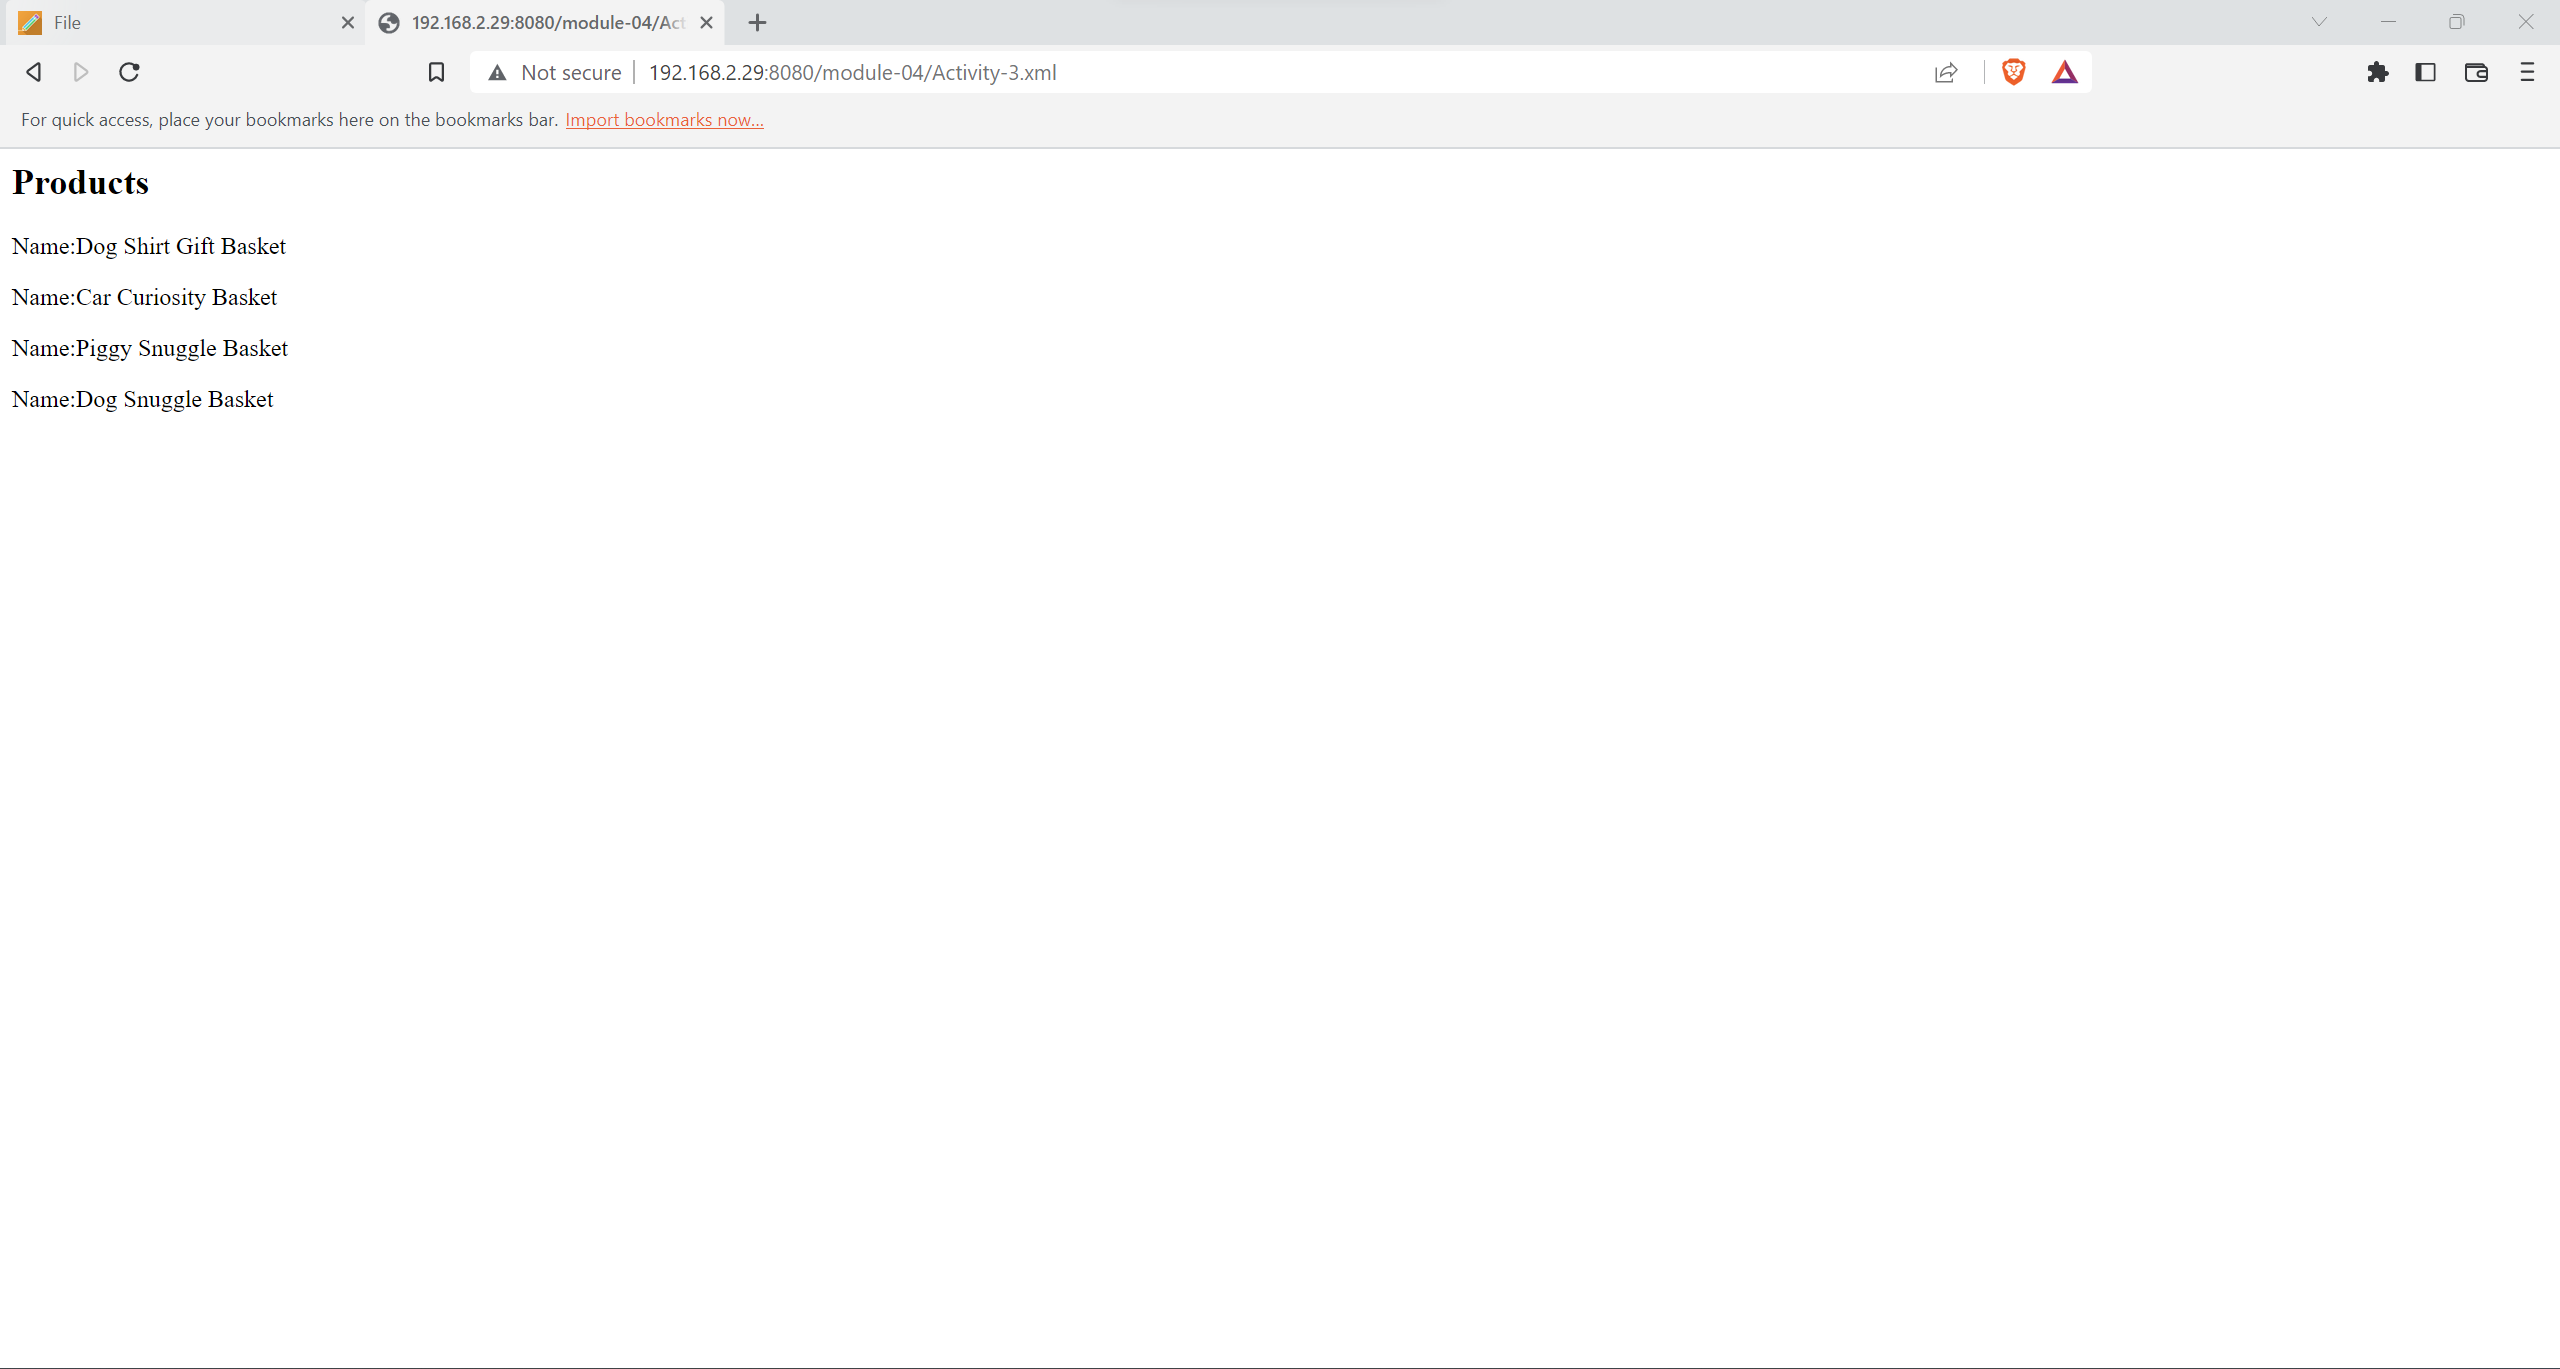 File
192.168.2.29:8080/module-04/Act
Not secure
192.168.2.29:8080/module-04/Activity-3.xml
For quick access, place your bookmarks here on the bookmarks bar. Import bookmarks now...
Products
Name:Dog Shirt Gift Basket
Name:Car Curiosity Basket
Name:Piggy Snuggle Basket
Name:Dog Snuggle Basket